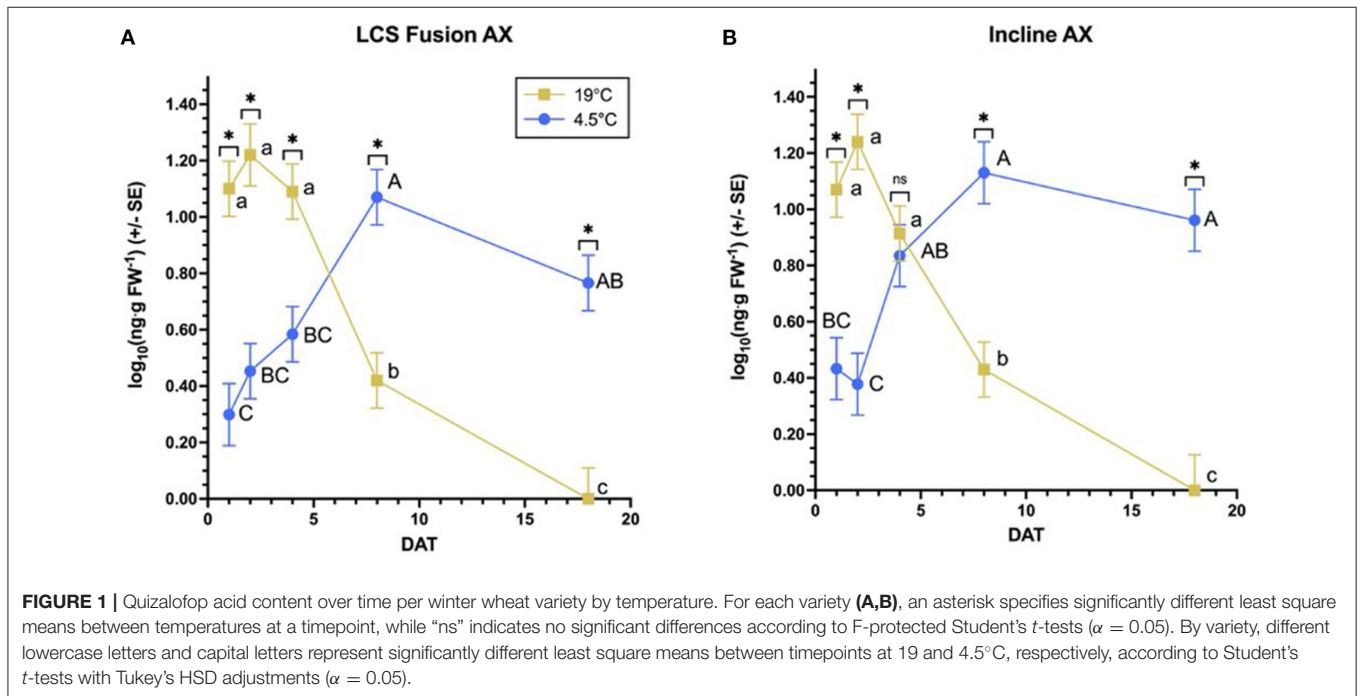 A
LCS Fusion AX
log₁₀(ng·g FW⁻¹) (+/- SE)
1.40
1.20
1.00
0.80
0.60
0.40
0.20
0.00
0
5
10
15
20
DAT
19°C
4.5°C
*
*
*
*
*
a
a
a
b
c
C
BC
BC
A
AB
B
Incline AX
log₁₀(ng·g FW⁻¹) (+/- SE)
1.40
1.20
1.00
0.80
0.60
0.40
0.20
0.00
0
5
10
15
20
DAT
*
*
ns
*
*
a
a
a
b
c
BC
C
AB
A
A
FIGURE 1 | Quizalofop acid content over time per winter wheat variety by temperature. For each variety (A,B), an asterisk specifies significantly different least square
means between temperatures at a timepoint, while “ns” indicates no significant differences according to F-protected Student’s t-tests (α = 0.05). By variety, different
lowercase letters and capital letters represent significantly different least square means between timepoints at 19 and 4.5°C, respectively, according to Student’s
t-tests with Tukey’s HSD adjustments (α = 0.05).